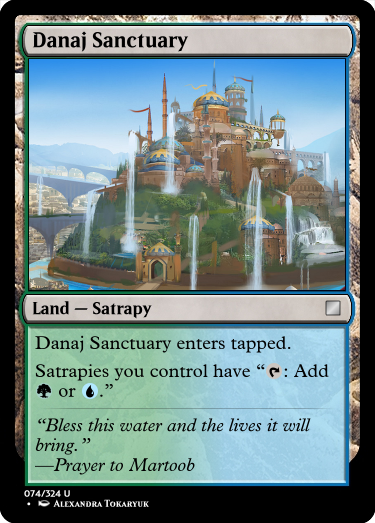 Danaj Sanctuary
Land — Satrapy
Danaj Sanctuary enters tapped.
Satrapies you control have “: Add
or .”
“Bless this water and the lives it will
bring.”
—Prayer to Martoob
074/324 U
• Alexandra Tokaryuk